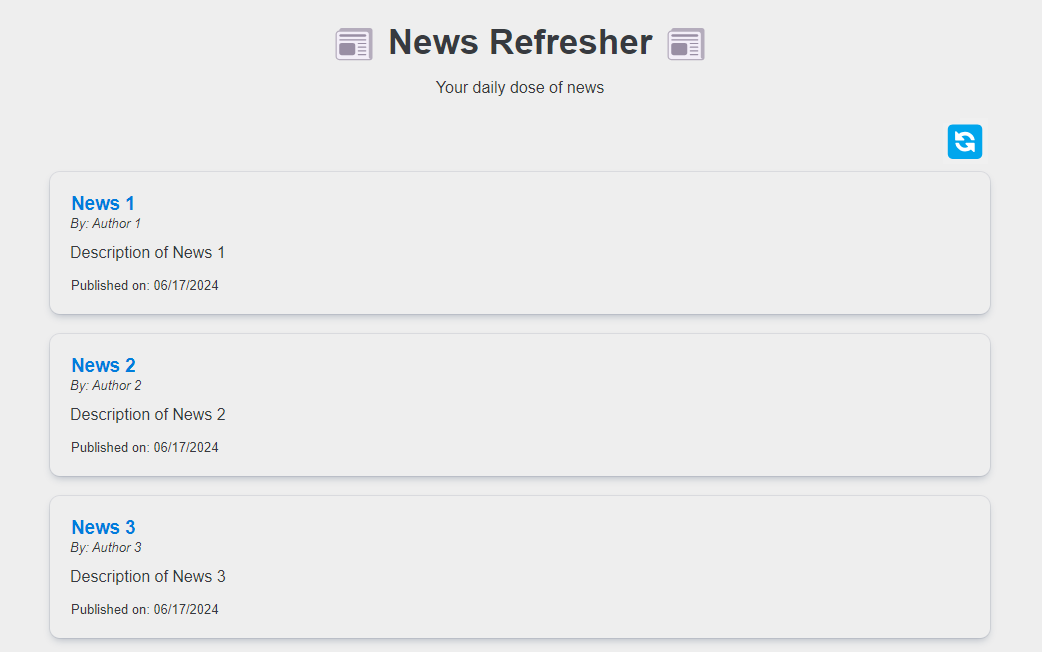 News Refresher
Your daily dose of news
News 1
By: Author 1
Description of News 1
Published on: 06/17/2024
News 2
By: Author 2
Description of News 2
Published on: 06/17/2024
News 3
By: Author 3
Description of News 3
Published on: 06/17/2024